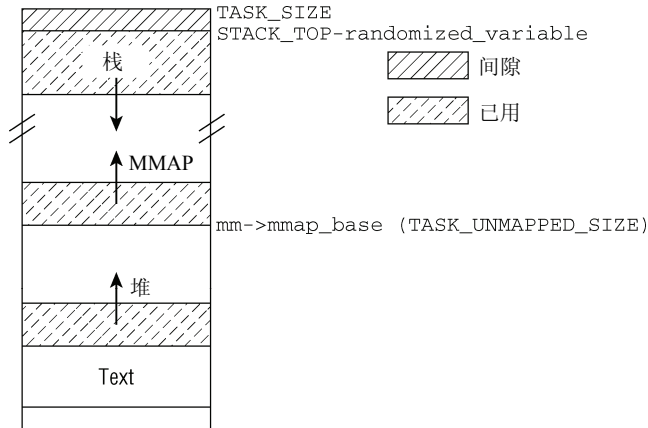 TASK_SIZE
STACK_TOP-randomized_variable
栈
间隙
已用
MMAP
mm->mmap_base (TASK_UNMAPPED_SIZE)
堆
Text